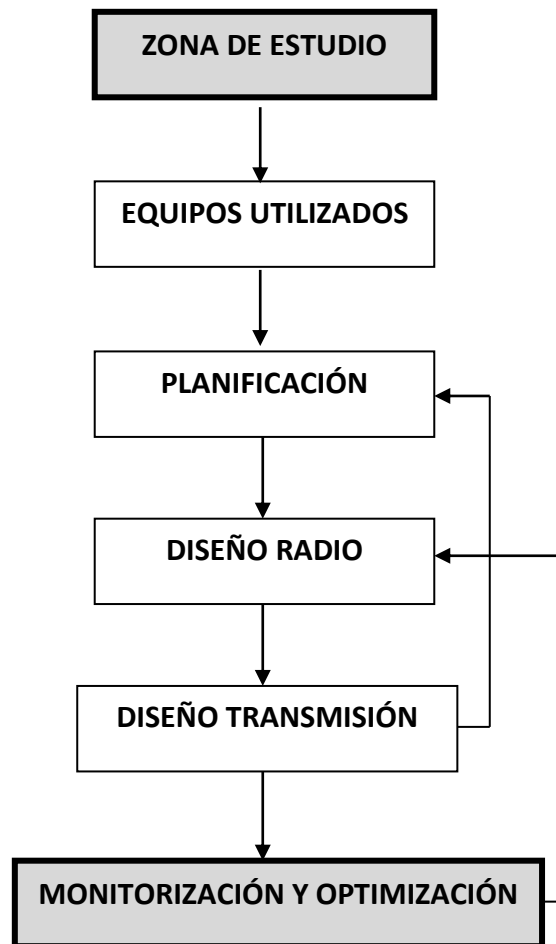 ZONA DE ESTUDIO
EQUIPOS UTILIZADOS
PLANIFICACIÓN
DISEÑO RADIO
DISEÑO TRANSMISIÓN
MONITORIZACIÓN Y OPTIMIZACIÓN